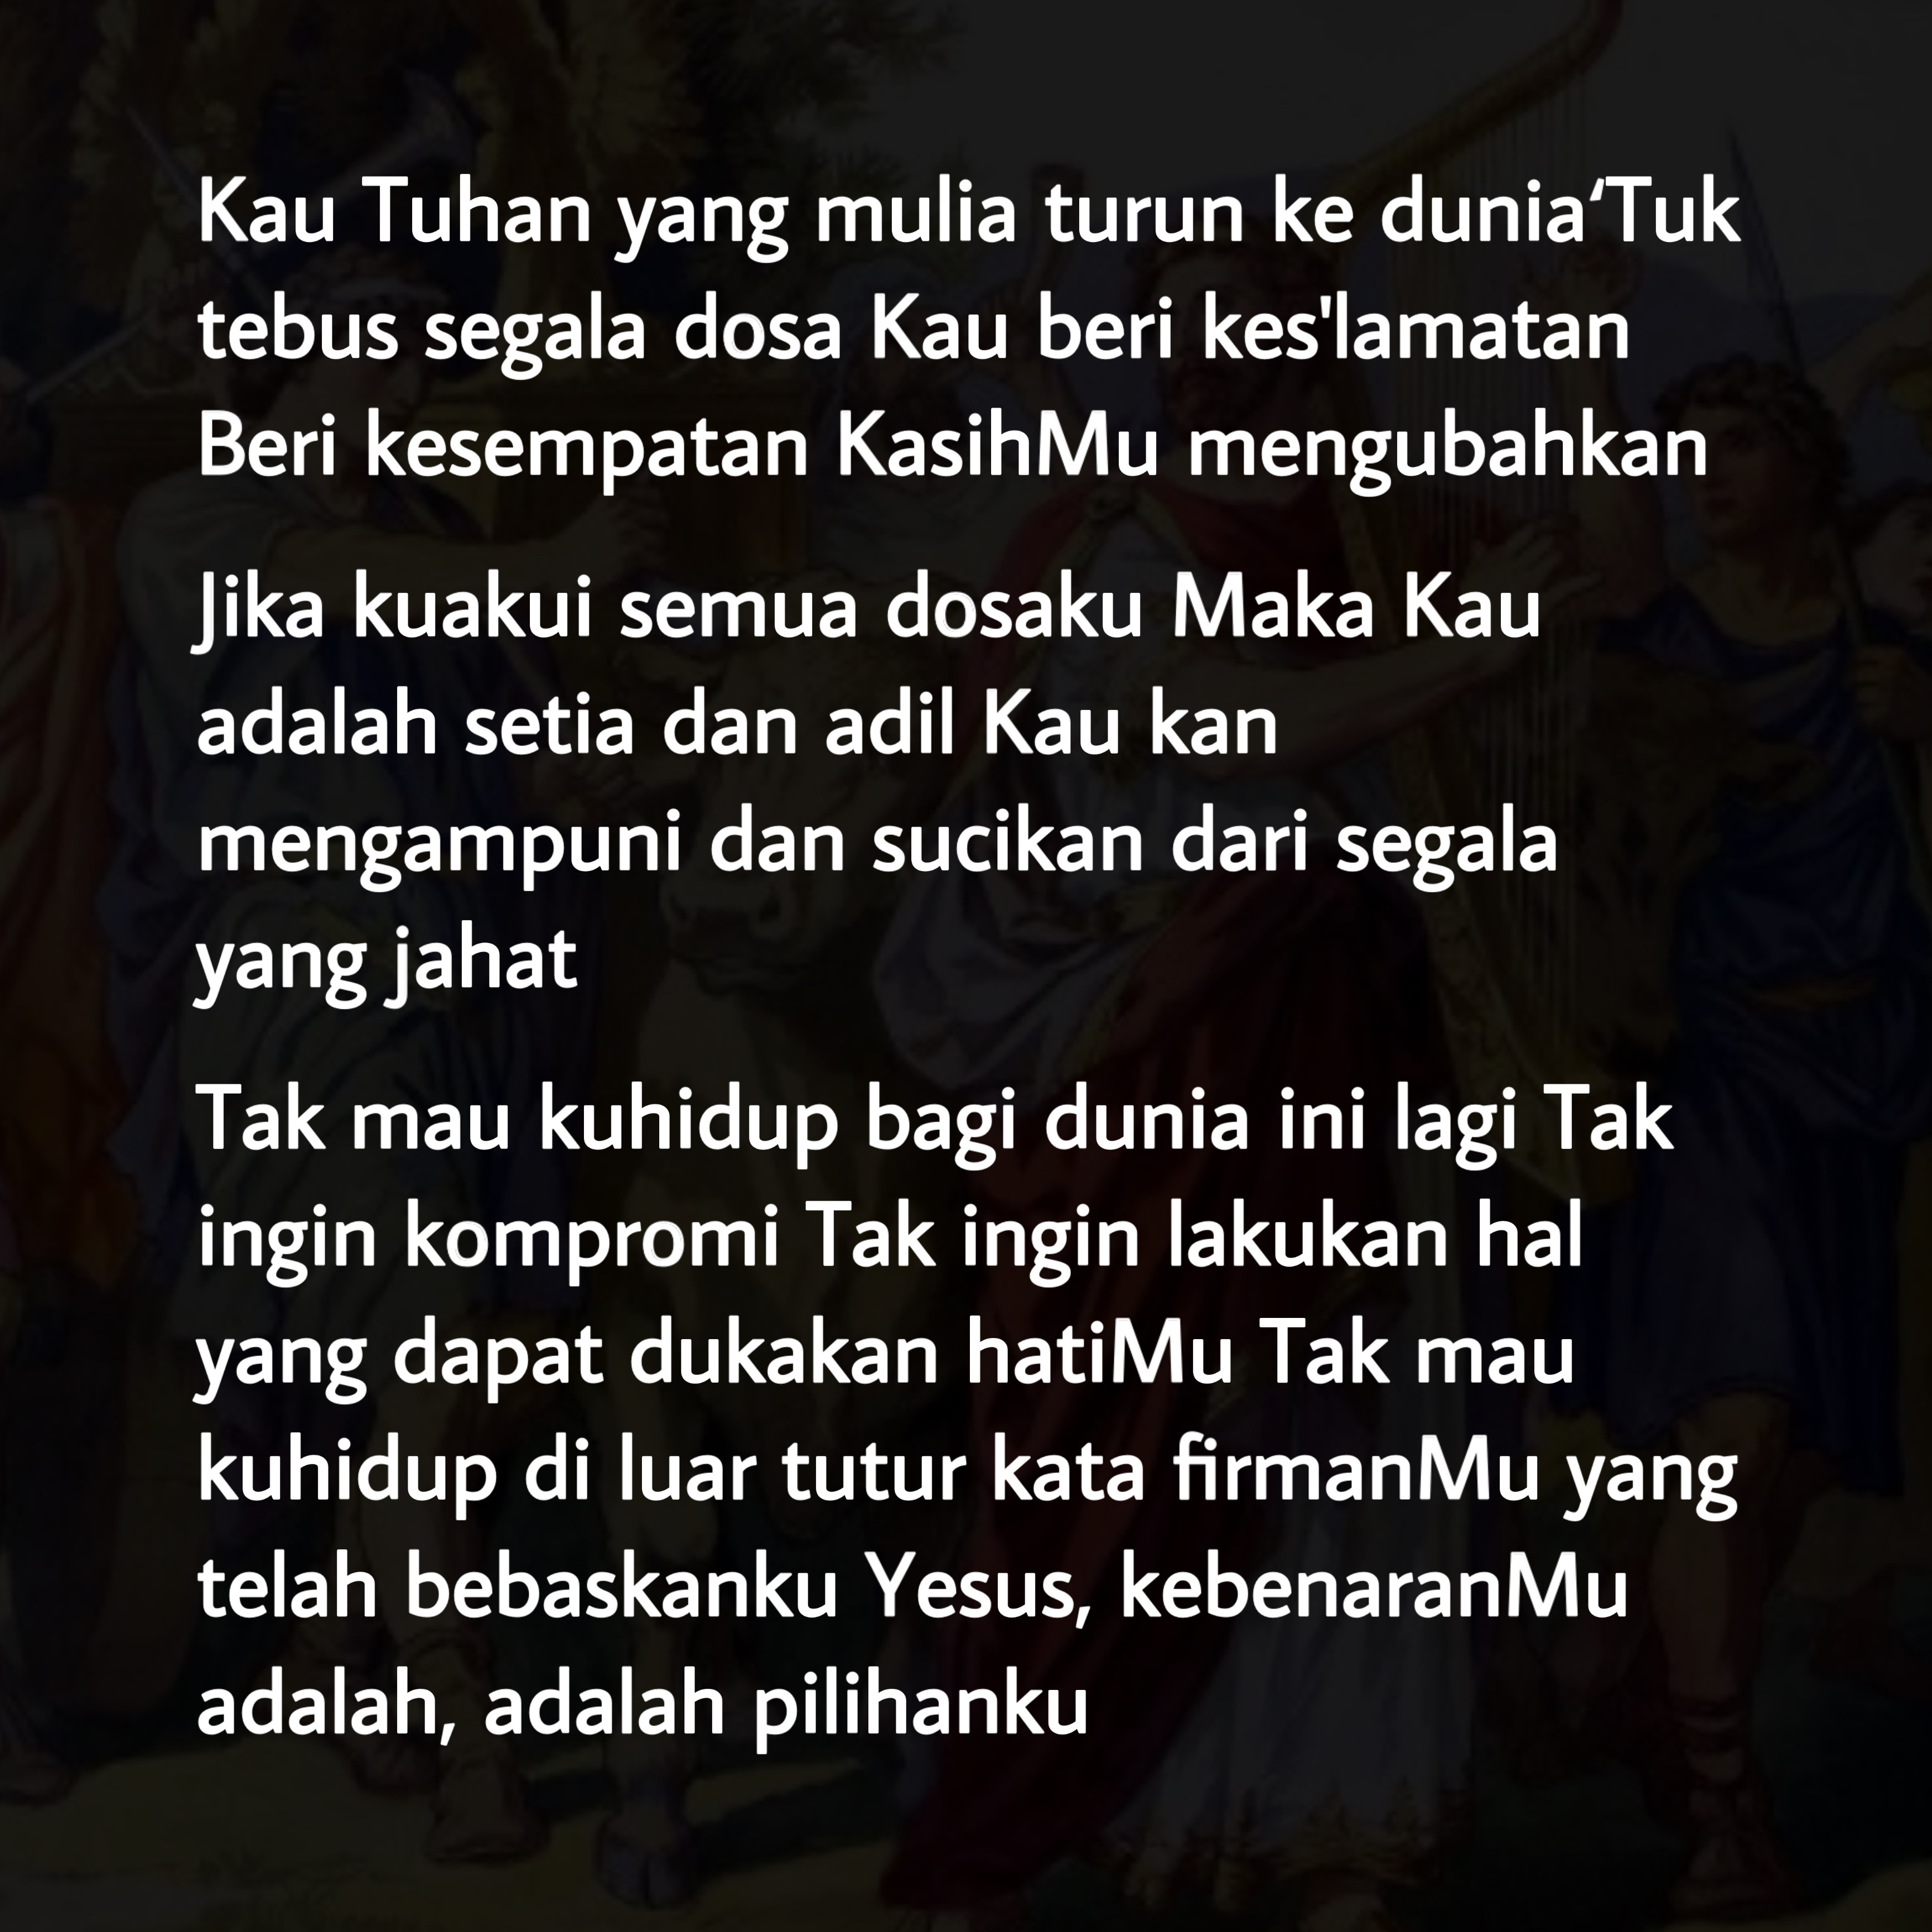 Kau Tuhan yang mulia turun ke dunia‘Tuk
tebus segala dosa Kau beri kes'lamatan
Beri kesempatan KasihMu mengubahkan
Jika kuakui semua dosaku Maka Kau
adalah setia dan adil Kau kan
mengampuni dan sucikan dari segala
yang jahat
Tak mau kuhidup bagi dunia ini lagi Tak
ingin kompromi Tak ingin lakukan hal
yang dapat dukakan hatiMu Tak mau
kuhidup di luar tutur kata firmanMu yang
telah bebaskanku Yesus, kebenaranMu
adalah, adalah pilihanku